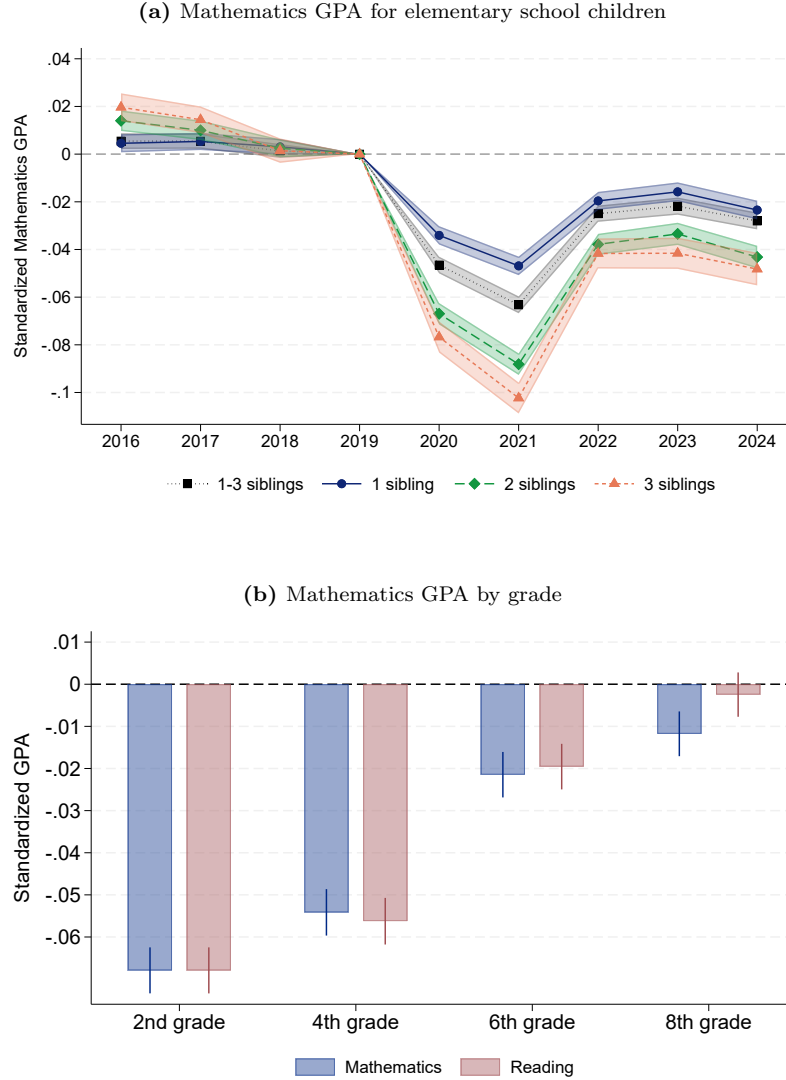 (a) Mathematics GPA for elementary school children
Standardized Mathematics GPA
.04
.02
0
-.02
-.04
-.06
-.08
-.1
2016 2017 2018 2019 2020 2021 2022 2023 2024
1-3 siblings 1 sibling 2 siblings 3 siblings
(b) Mathematics GPA by grade
Standardized GPA
.01
0
-.01
-.02
-.03
-.04
-.05
-.06
2nd grade 4th grade 6th grade 8th grade
Mathematics Reading